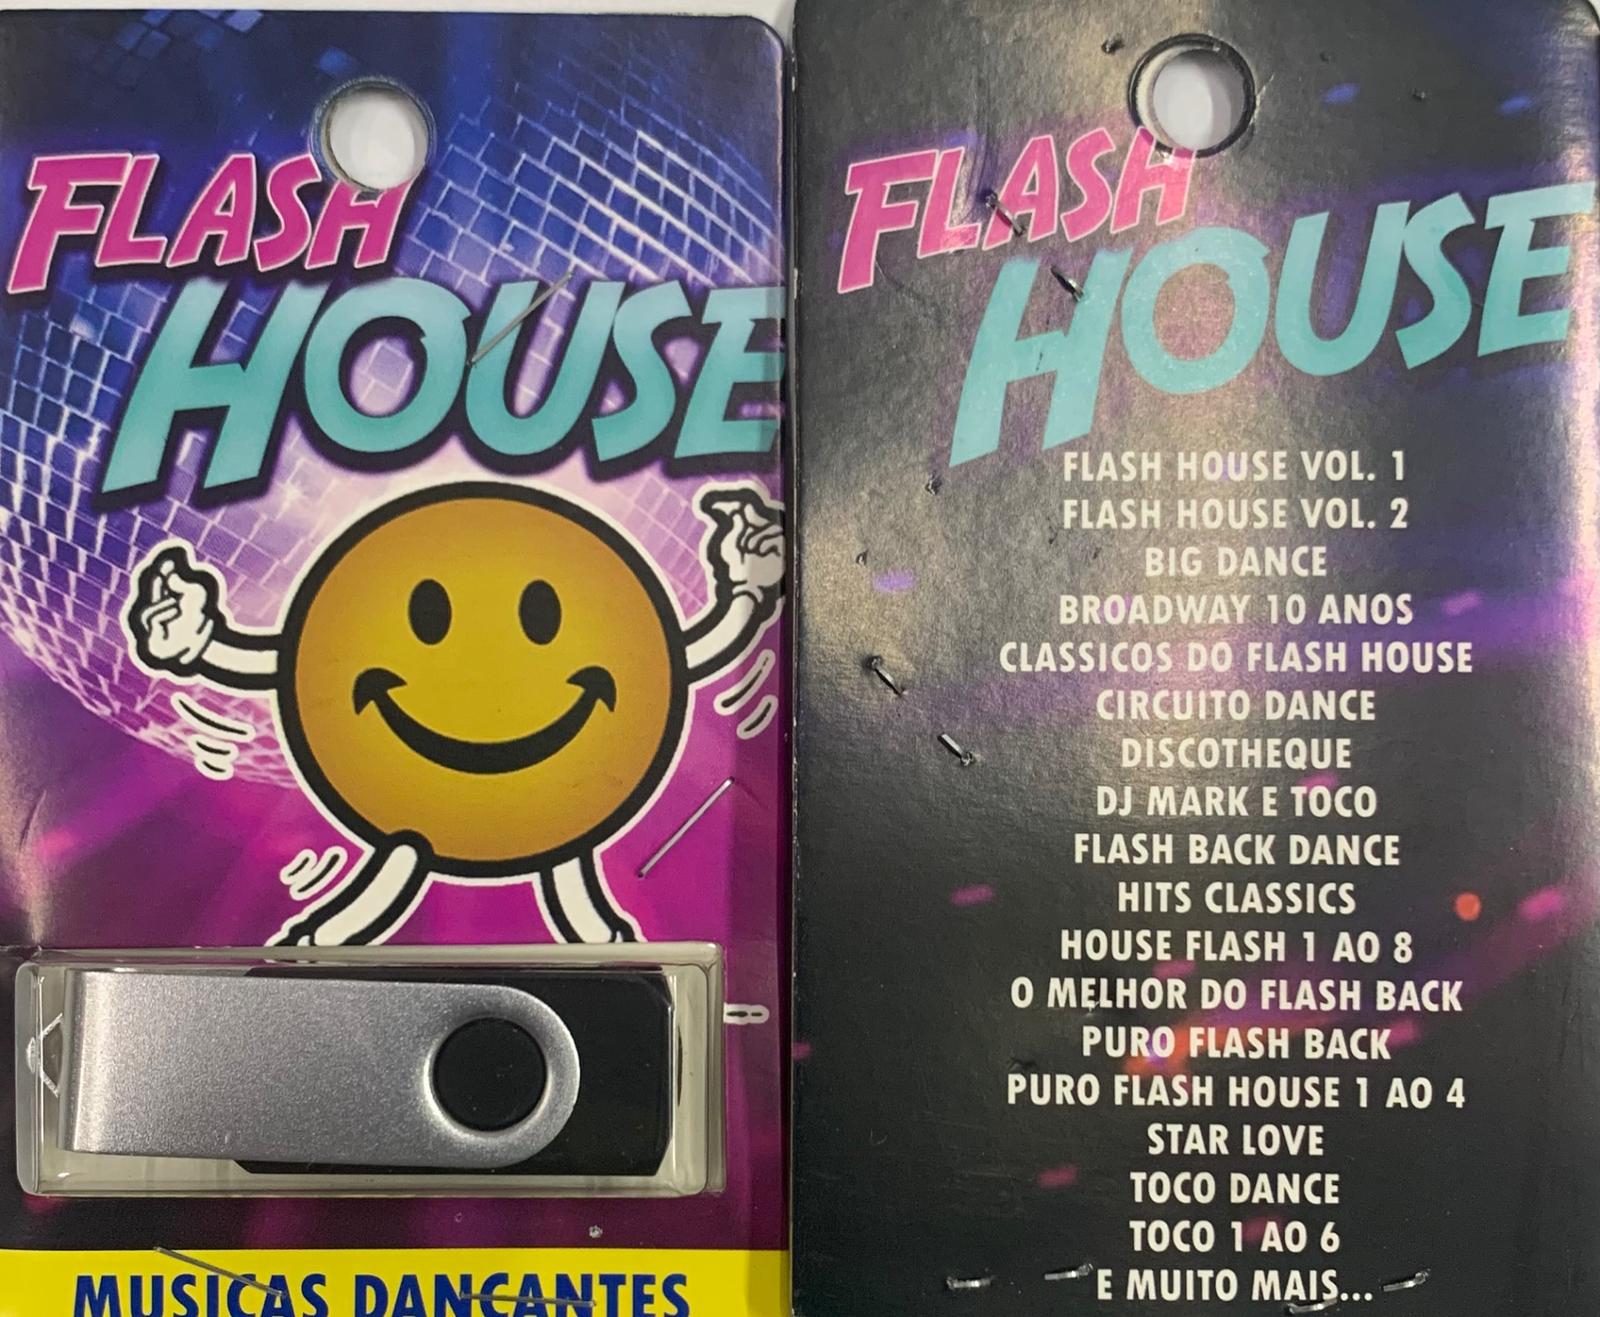 FLASH
HOUSE
MUSICAS DANÇANTES
FLASH
HOUSE
FLASH HOUSE VOL. 1
FLASH HOUSE VOL. 2
BIG DANCE
BROADWAY 10 ANOS
CLASSICOS DO FLASH HOUSE
CIRCUITO DANCE
DISCOTHEQUE
DJ MARK E TOCO
FLASH BACK DANCE
HITS CLASSICS
HOUSE FLASH 1 AO 8
O MELHOR DO FLASH BACK
PURO FLASH BACK
PURO FLASH HOUSE 1 AO 4
STAR LOVE
TOCO DANCE
TOCO 1 AO 6
E MUITO MAIS...